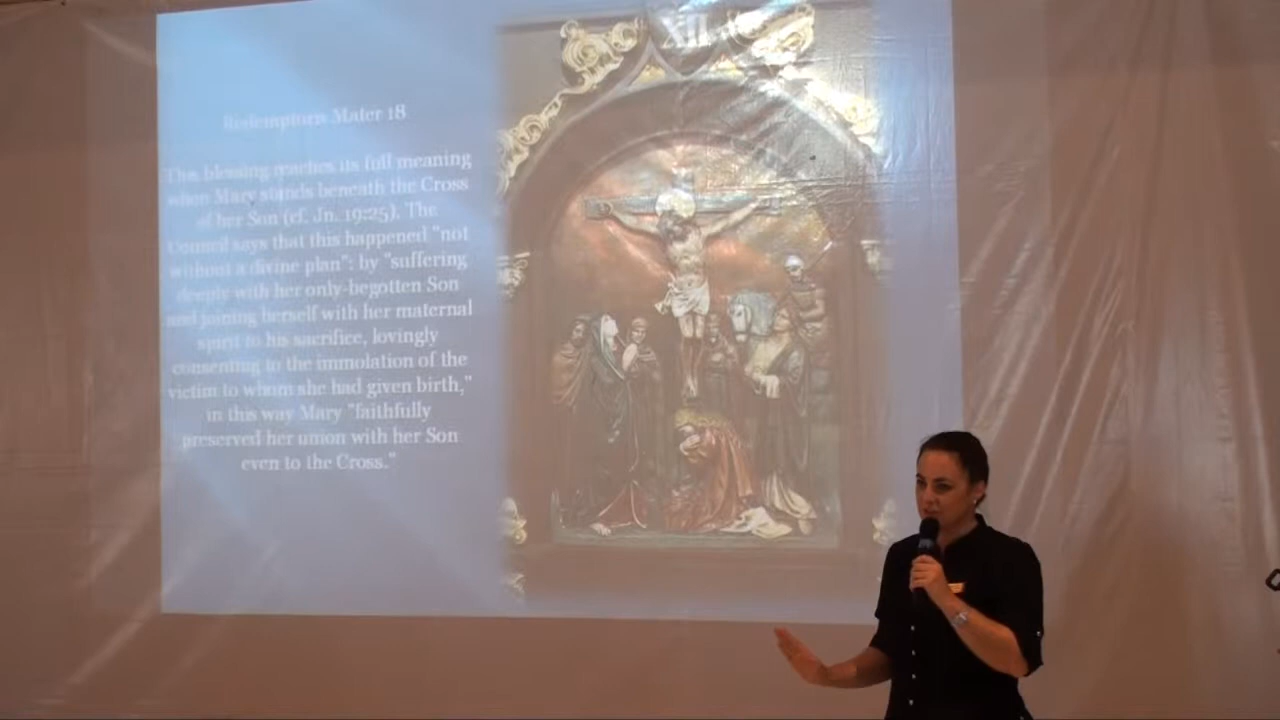 XII
Redemptoris Mater 18
This blessing reaches its full meaning
when Mary stands beneath the Cross
of her Son (cf. Jn. 19:25). The
Council says that this happened "not
without a divine plan": by "suffering
deeply with her only-begotten Son
and joining herself with her maternal
spirit to his sacrifice, lovingly
consenting to the immolation of the
victim to whom she had given birth,"
in this way Mary "faithfully
preserved her union with her Son
even to the Cross."